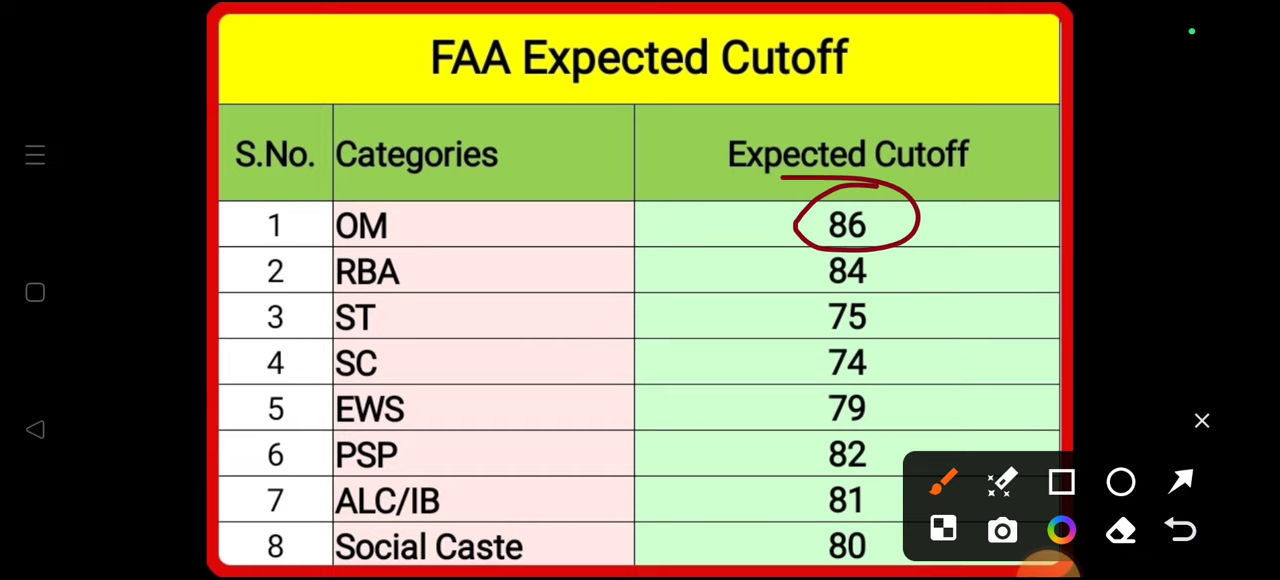 FAA Expected Cutoff
S.No. Categories Expected Cutoff
1 OM 86
2 RBA 84
3 ST 75
4 SC 74
5 EWS 79
6 PSP 82
7 ALC/IB 81
8 Social Caste 80